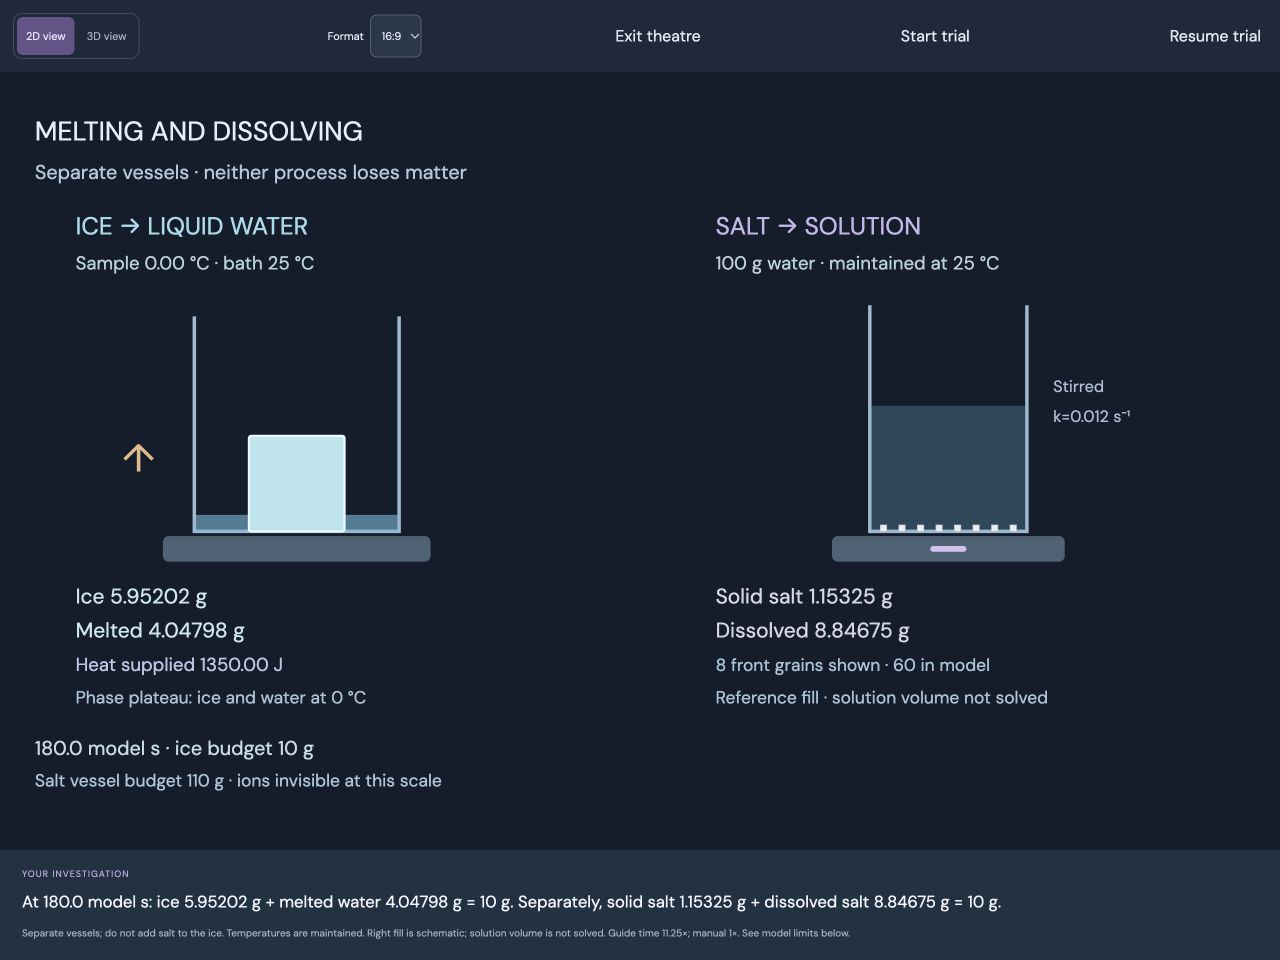 2D view
3D view
Format
16:9
Exit theatre
Start trial
Resume trial
MELTING AND DISSOLVING
Separate vessels · neither process loses matter
ICE → LIQUID WATER
Sample 0.00 °C · bath 25 °C
SALT → SOLUTION
100 g water · maintained at 25 °C
Stirred
k=0.012 s⁻¹
Ice 5.95202 g
Melted 4.04798 g
Heat supplied 1350.00 J
Phase plateau: ice and water at 0 °C
Solid salt 1.15325 g
Dissolved 8.84675 g
8 front grains shown · 60 in model
Reference fill · solution volume not solved
180.0 model s · ice budget 10 g
Salt vessel budget 110 g · ions invisible at this scale
YOUR INVESTIGATION
At 180.0 model s: ice 5.95202 g + melted water 4.04798 g = 10 g. Separately, solid salt 1.15325 g + dissolved salt 8.84675 g = 10 g.
Separate vessels; do not add salt to the ice. Temperatures are maintained. Right fill is schematic; solution volume is not solved. Guide time 11.25×; manual 1×. See model limits below.